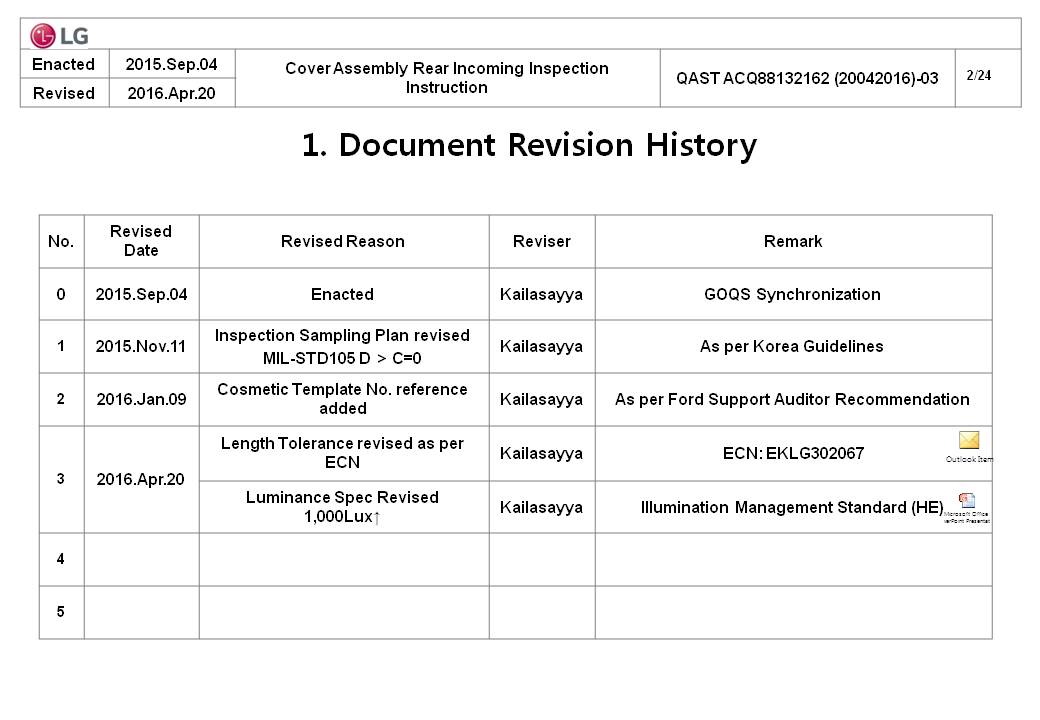 LG
Enacted
2015.Sep.04
Cover Assembly Rear Incoming Inspection
Instruction
QAST ACQ88132162 (20042016)-03
2/24
Revised
2016.Apr.20
1. Document Revision History
No.
Revised
Date
Revised Reason
Reviser
Remark
0
2015.Sep.04
Enacted
Kailasayya
GOQS Synchronization
1
2015.Nov.11
Inspection Sampling Plan revised
MIL-STD105 D > C=0
Kailasayya
As per Korea Guidelines
2
2016.Jan.09
Cosmetic Template No. reference
added
Kailasayya
As per Ford Support Auditor Recommendation
3
2016.Apr.20
Length Tolerance revised as per
ECN
Kailasayya
ECN: EKLG302067
Outlook Item
Luminance Spec Revised
1,000Lux↑
Kailasayya
Illumination Management Standard (HE)
Microsoft Office
verPoint Presentat
4
5